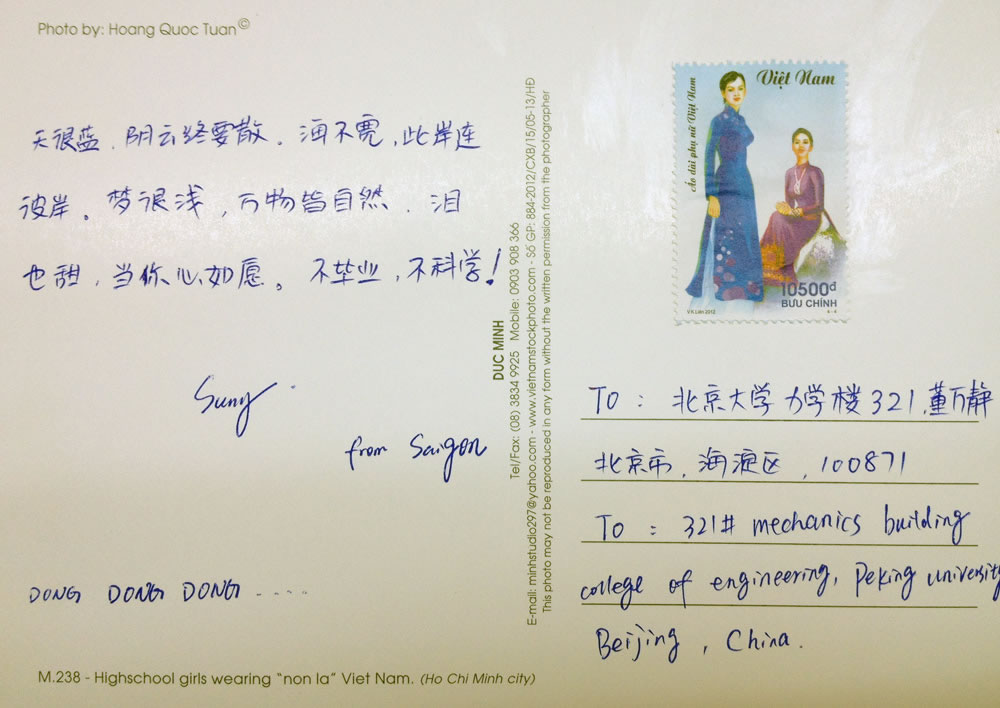 Photo by: Hoang Quoc Tuan©
天很蓝，阴云终要散。海不宽，此岸连
彼岸。梦很浅，万物皆自然．泪
也甜，当你心如愿。不毕业，不科学！
Suny
from Saigon
DONG DONG DONG ....
M.238 - Highschool girls wearing "non la" Viet Nam. (Ho Chi Minh city)
DUC MINH
Tel/Fax: (08) 3834 9925 Mobile: 0903 908 366
E-mail: minhstudio297@yahoo.com - www.vietnamstockphoto.com - Số GP: 884-2012/CXB/15/05-13/HĐ
This photo may not be reproduced in any form without the written permission from the photographer
Việt Nam
Áo dài phụ nữ Việt Nam
10500đ
BƯU CHÍNH
V.K Liên 2012
4-4
TO : 北京大学力学楼321，董万静
北京市，海淀区，100871
To : 321# mechanics building
college of engineering, Peking university
Beijing , China.